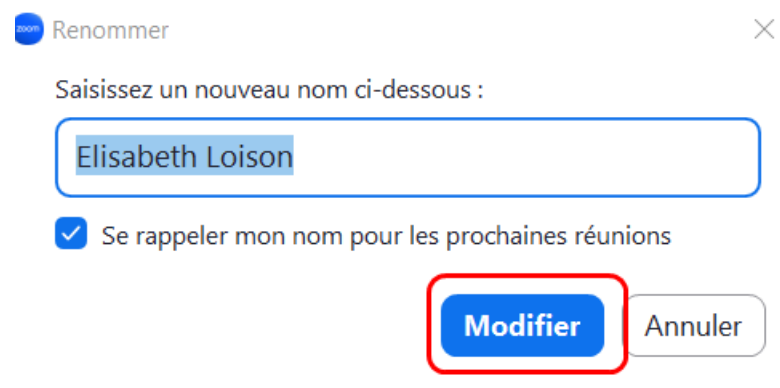 zoom Renommer
Saisissez un nouveau nom ci-dessous :
Elisabeth Loison
Se rappeler mon nom pour les prochaines réunions
Modifier Annuler